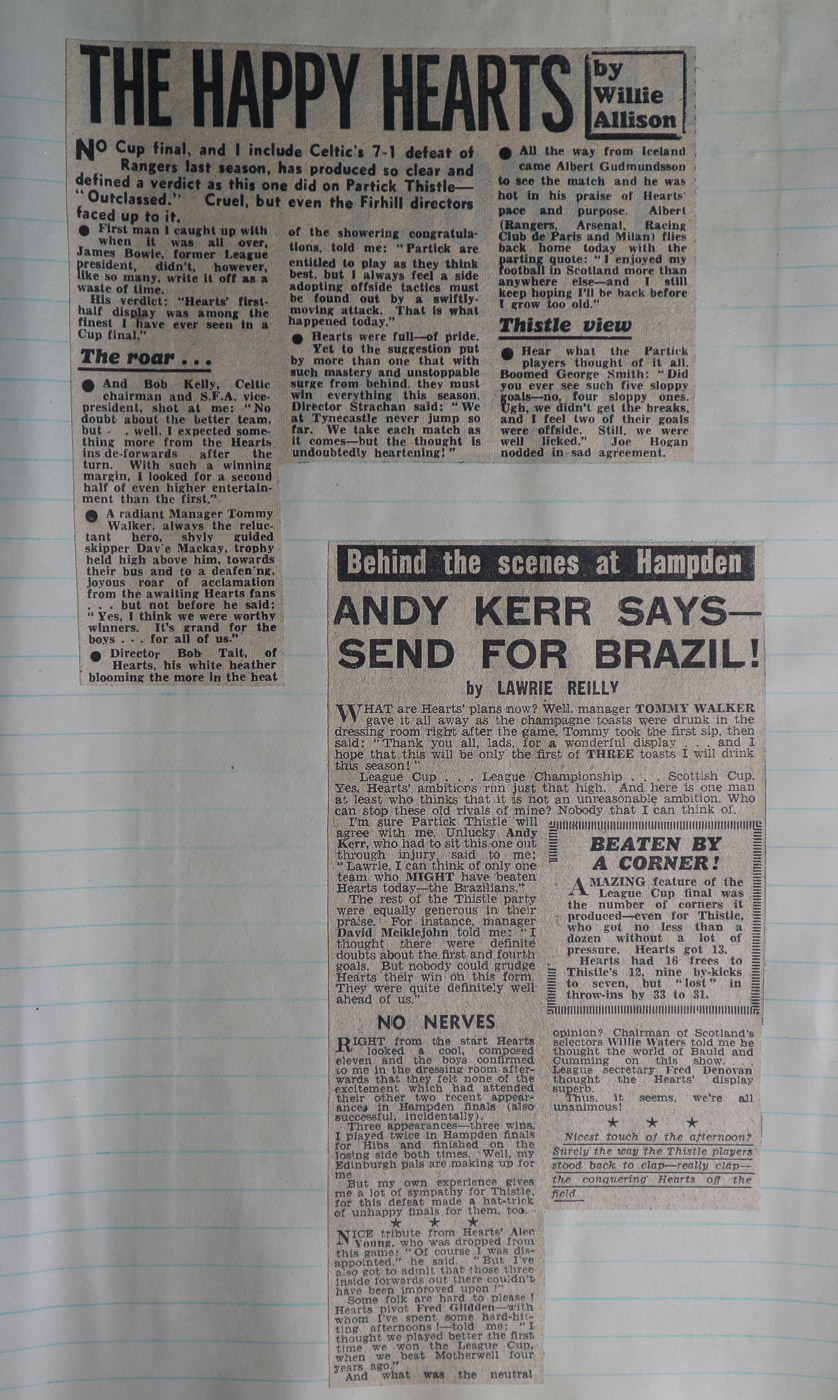 THE HAPPY HEARTS
by
Willie
Allison
NO Cup final, and I include Celtic's 7-1 defeat of
Rangers last season, has produced so clear and
defined a verdict as this one did on Partick Thistle—
"Outclassed." Cruel, but even the Firhill directors
faced up to it.
● First man I caught up with
when it was all over,
James Bowie, former League
president, didn't, however,
like so many, write it off as a
waste of time.
His verdict: "Hearts' first-
half display was among the
finest I have ever seen in a
Cup final."
The roar . . .
● And Bob Kelly, Celtic
chairman and S.F.A. vice-
president, shot at me: "No
doubt about the better team,
but . . well, I expected some-
thing more from the Hearts
ins de-forwards after the
turn. With such a winning
margin, I looked for a second
half of even higher entertain-
ment than the first."
● A radiant Manager Tommy
Walker, always the reluc-
tant hero, shyly guided
skipper Dave Mackay, trophy
held high above him, towards
their bus and to a deafen'ng,
joyous roar of acclamation
from the awaiting Hearts fans
. . . but not before he said:
"Yes, I think we were worthy
winners. It's grand for the
boys . . . for all of us."
● Director Bob Tait, of
Hearts, his white heather
blooming the more in the heat
of the showering congratula-
tions, told me: "Partick are
entitled to play as they think
best, but I always feel a side
adopting offside tactics must
be found out by a swiftly-
moving attack. That is what
happened today."
● Hearts were full—of pride.
Yet to the suggestion put
by more than one that with
such mastery and unstoppable
surge from behind, they must
win everything this season,
Director Strachan said: "We
at Tynecastle never jump so
far. We take each match as
it comes—but the thought is
undoubtedly heartening!"
● All the way from Iceland
came Albert Gudmundsson
to see the match and he was
hot in his praise of Hearts'
pace and purpose. Albert
(Rangers, Arsenal, Racing
Club de Paris and Milan) flies
back home today with the
parting quote: "I enjoyed my
football in Scotland more than
anywhere else—and I still
keep hoping I'll be back before
I grow too old."
Thistle view
● Hear what the Partick
players thought of it all.
Boomed George Smith: "Did
you ever see such five sloppy
goals—no, four sloppy ones.
Ugh, we didn't get the breaks,
and I feel two of their goals
were offside. Still, we were
well licked." Joe Hogan
nodded in sad agreement.
Behind the scenes at Hampden
ANDY KERR SAYS—
SEND FOR BRAZIL!
by LAWRIE REILLY
WHAT are Hearts' plans now? Well, manager TOMMY WALKER
gave it all away as the champagne toasts were drunk in the
dressing room right after the game. Tommy took the first sip, then
said: "Thank you all, lads, for a wonderful display . . . and I
hope that this will be only the first of THREE toasts I will drink
this season!"
League Cup . . . League Championship . . . Scottish Cup.
Yes, Hearts' ambitions run just that high. And here is one man
at least who thinks that it is not an unreasonable ambition. Who
can stop these old rivals of mine? Nobody that I can think of.
I'm sure Partick Thistle will
agree with me. Unlucky Andy
Kerr, who had to sit this one out
through injury, said to me:
"Lawrie, I can think of only one
team who MIGHT have beaten
Hearts today—the Brazilians."
The rest of the Thistle party
were equally generous in their
praise. For instance, manager
David Meiklejohn told me: "I
thought there were definite
doubts about the first and fourth
goals. But nobody could grudge
Hearts their win on this form.
They were quite definitely well
ahead of us."
NO NERVES
RIGHT from the start Hearts
looked a cool, composed
eleven and the boys confirmed
to me in the dressing room after-
wards that they felt none of the
excitement which had attended
their other two recent appear-
ances in Hampden finals (also
successful, incidentally).
Three appearances—three wins.
I played twice in Hampden finals
for Hibs and finished on the
losing side both times. Well, my
Edinburgh pals are making up for
me
But my own experience gives
me a lot of sympathy for Thistle,
for this defeat made a hat-trick
of unhappy finals for them, too.
★ ★ ★
NICE tribute from Hearts' Alec
Young, who was dropped from
this game: "Of course I was dis-
appointed," he said. "But I've
also got to admit that those three
inside forwards out there couldn't
have been improved upon!"
Some folk are hard to please!
Hearts pivot Fred Glidden—with
whom I've spent some hard-hit-
ting afternoons!—told me: "I
thought we played better the first
time we won the League Cup,
when we beat Motherwell four
years ago."
And what was the neutral
BEATEN BY
A CORNER!
AMAZING feature of the
League Cup final was
the number of corners it
produced—even for Thistle,
who got no less than a
dozen without a lot of
pressure. Hearts got 13.
Hearts had 16 frees to
Thistle's 12, nine by-kicks
to seven, but "lost" in
throw-ins by 33 to 31.
opinion? Chairman of Scotland's
selectors Willie Waters told me he
thought the world of Bauld and
Cumming on this show.
League secretary Fred Denovan
thought the Hearts' display
superb.
Thus, it seems, we're all
unanimous!
★ ★ ★
Nicest touch of the afternoon?
Surely the way the Thistle players
stood back to clap—really clap—
the conquering Hearts off the
field.